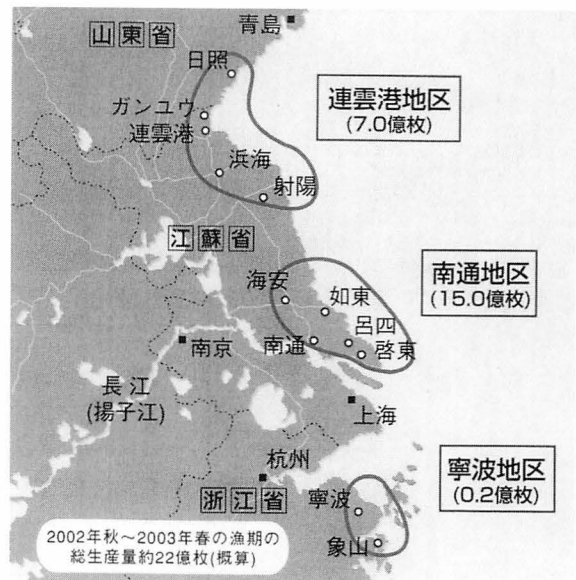 青島
山東省
日照
ガンユウ
連雲港
連雲港地区
(7.0億枚)
浜海
射陽
江蘇省
海安
如東
南通地区
(15.0億枚)
呂四
南通
啓東
南京
長江
(揚子江)
上海
杭州
寧波地区
(0.2億枚)
浙江省
寧波
象山
2002年秋～2003年春の漁期の
総生産量約22億枚(概算)